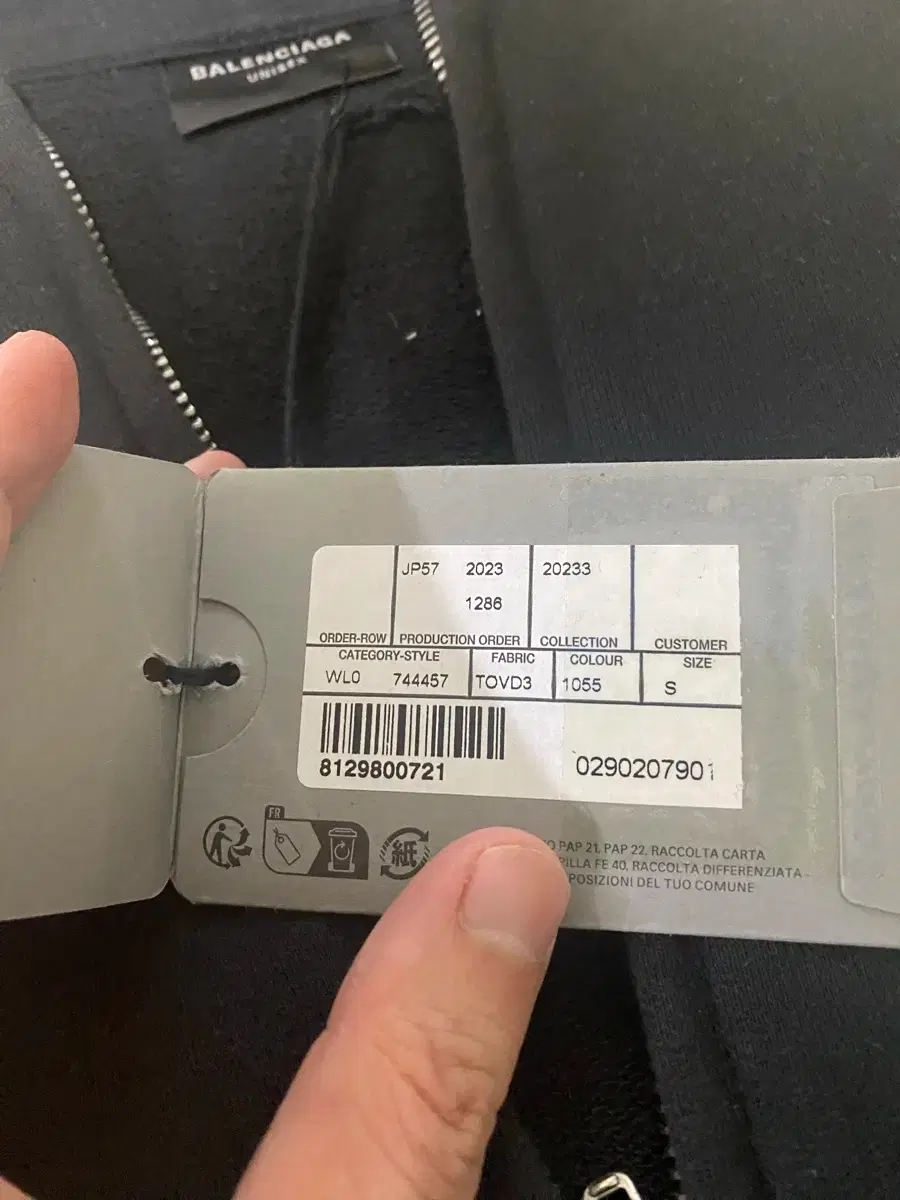 BALENCIAGA
UNISEX
JP57 2023 20233
1286
ORDER-ROW PRODUCTION ORDER COLLECTION CUSTOMER
CATEGORY-STYLE FABRIC COLOUR SIZE
WL0 744457 TOVD3 1055 S
8129800721 0290207901
FR
紙
PAP 21, PAP 22. RACCOLTA CARTA
FE 40. RACCOLTA DIFFERENZIATA
DEL TUO COMUNE